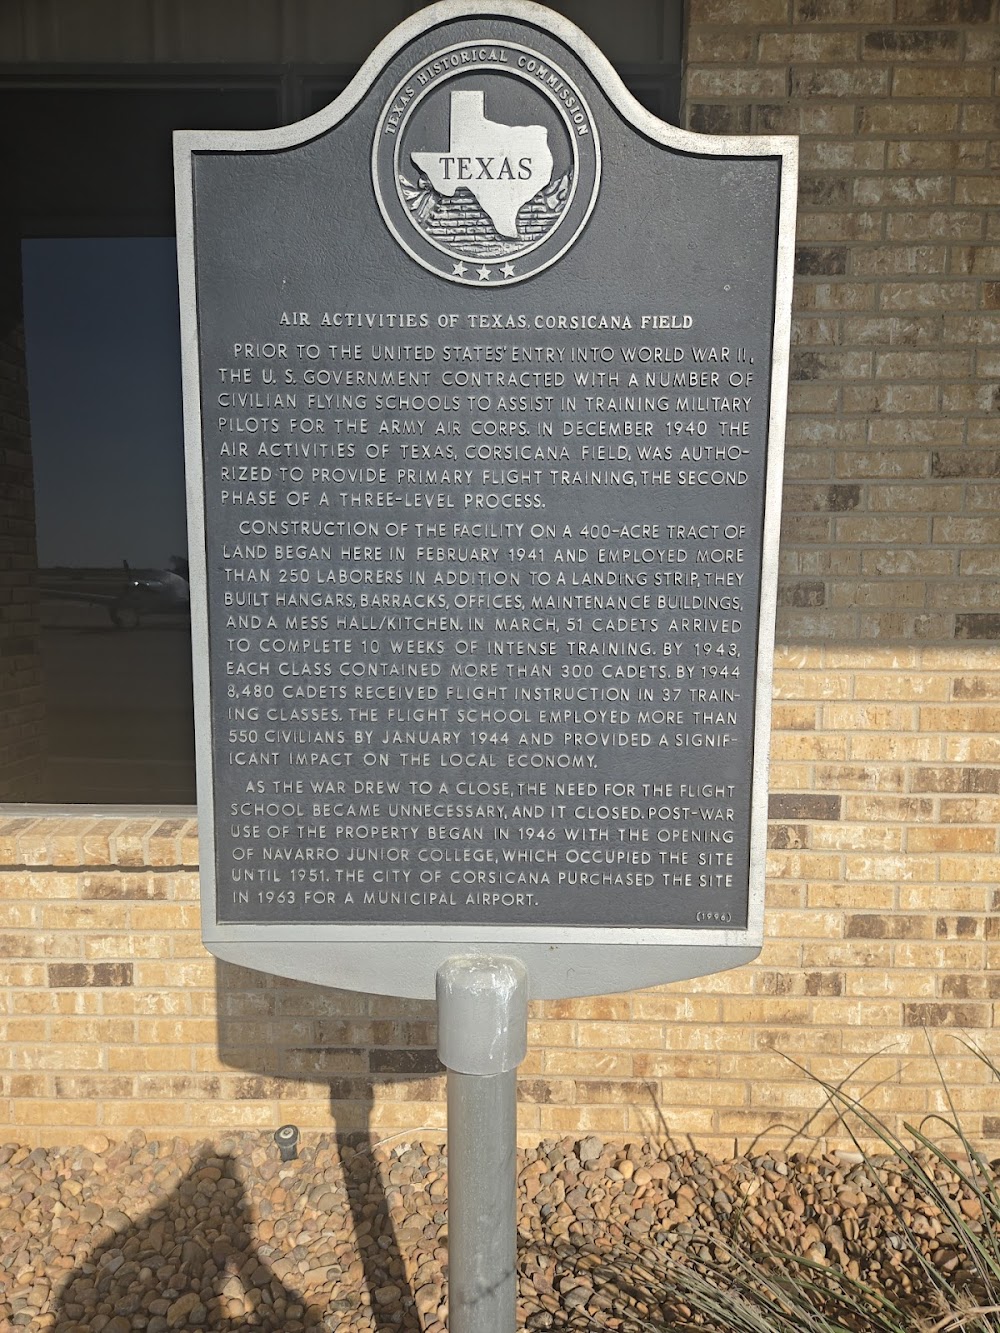 TEXAS HISTORICAL COMMISSION
TEXAS
AIR ACTIVITIES OF TEXAS, CORSICANA FIELD
PRIOR TO THE UNITED STATES' ENTRY INTO WORLD WAR II,
THE U. S. GOVERNMENT CONTRACTED WITH A NUMBER OF
CIVILIAN FLYING SCHOOLS TO ASSIST IN TRAINING MILITARY
PILOTS FOR THE ARMY AIR CORPS. IN DECEMBER 1940 THE
AIR ACTIVITIES OF TEXAS, CORSICANA FIELD, WAS AUTHO-
RIZED TO PROVIDE PRIMARY FLIGHT TRAINING, THE SECOND
PHASE OF A THREE-LEVEL PROCESS.
CONSTRUCTION OF THE FACILITY ON A 400-ACRE TRACT OF
LAND BEGAN HERE IN FEBRUARY 1941 AND EMPLOYED MORE
THAN 250 LABORERS. IN ADDITION TO A LANDING STRIP, THEY
BUILT HANGARS, BARRACKS, OFFICES, MAINTENANCE BUILDINGS,
AND A MESS HALL/KITCHEN. IN MARCH, 51 CADETS ARRIVED
TO COMPLETE 10 WEEKS OF INTENSE TRAINING. BY 1943,
EACH CLASS CONTAINED MORE THAN 300 CADETS. BY 1944
8,480 CADETS RECEIVED FLIGHT INSTRUCTION IN 37 TRAIN-
ING CLASSES. THE FLIGHT SCHOOL EMPLOYED MORE THAN
550 CIVILIANS BY JANUARY 1944 AND PROVIDED A SIGNIF-
ICANT IMPACT ON THE LOCAL ECONOMY.
AS THE WAR DREW TO A CLOSE, THE NEED FOR THE FLIGHT
SCHOOL BECAME UNNECESSARY, AND IT CLOSED. POST-WAR
USE OF THE PROPERTY BEGAN IN 1946 WITH THE OPENING
OF NAVARRO JUNIOR COLLEGE, WHICH OCCUPIED THE SITE
UNTIL 1951. THE CITY OF CORSICANA PURCHASED THE SITE
IN 1963 FOR A MUNICIPAL AIRPORT.
(1996)